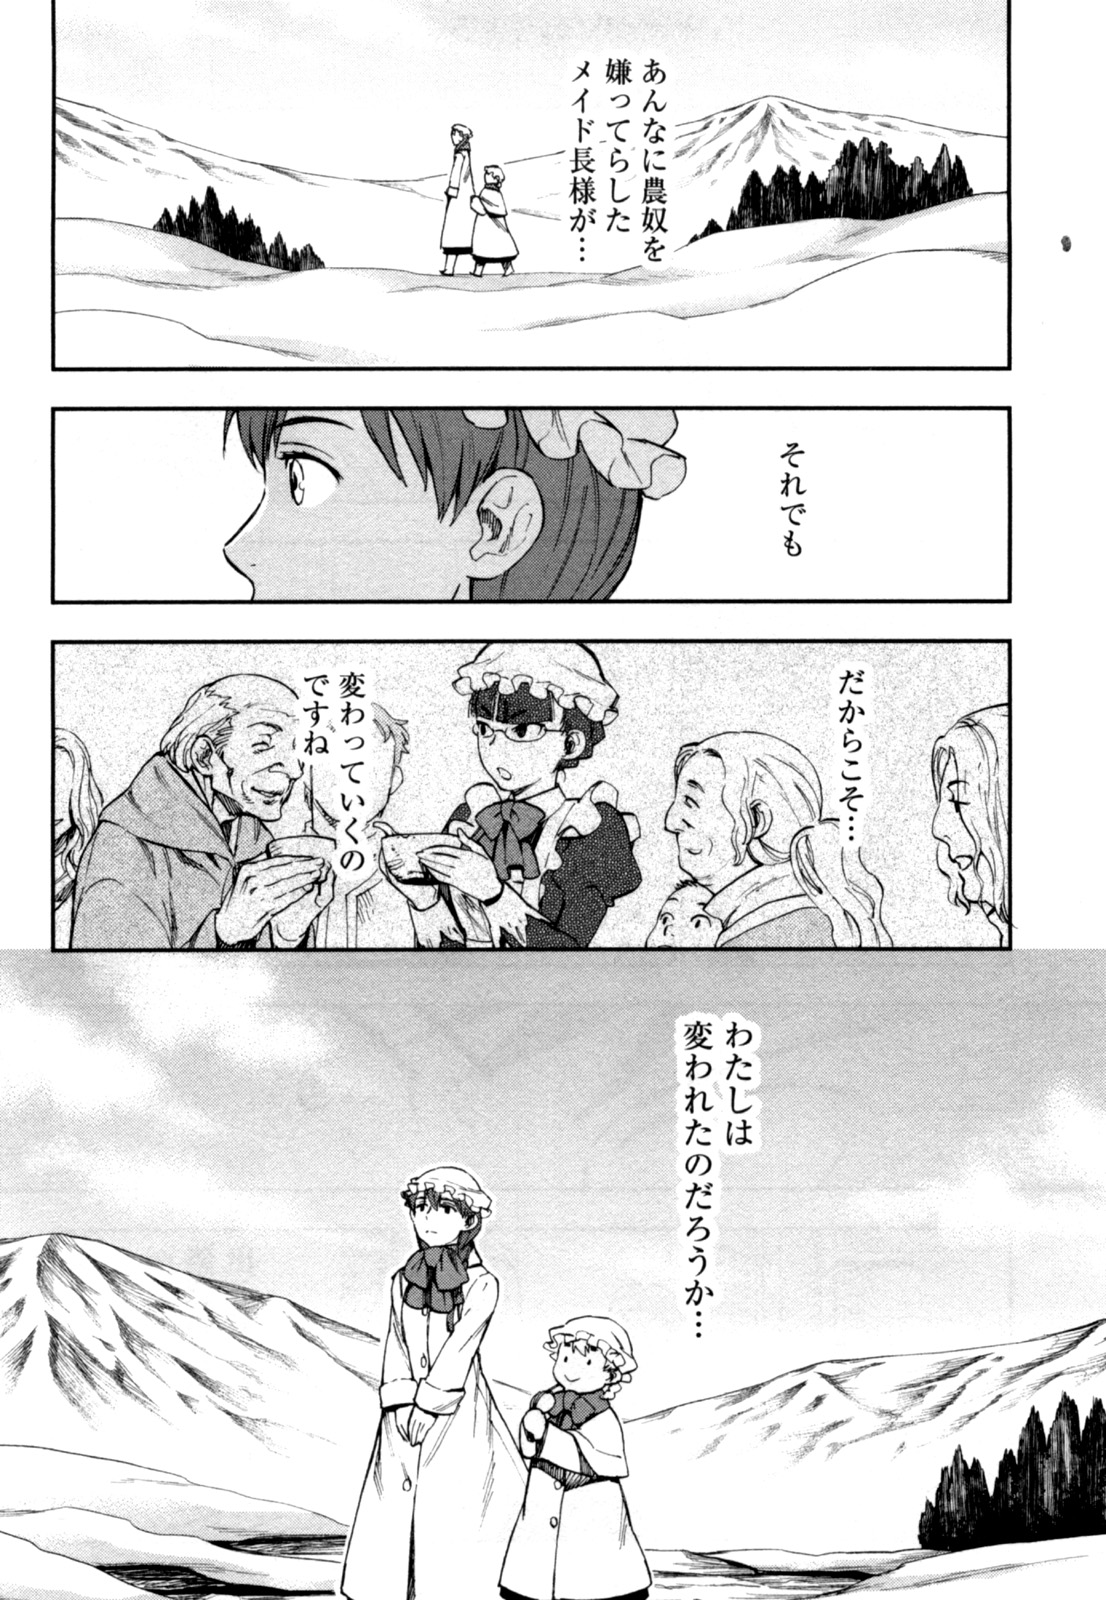 あんなに農奴を
嫌ってらした
メイド長様が…
それでも
だからこそ…
変わっていくの
ですね
わたしは
変われたのだろうか…